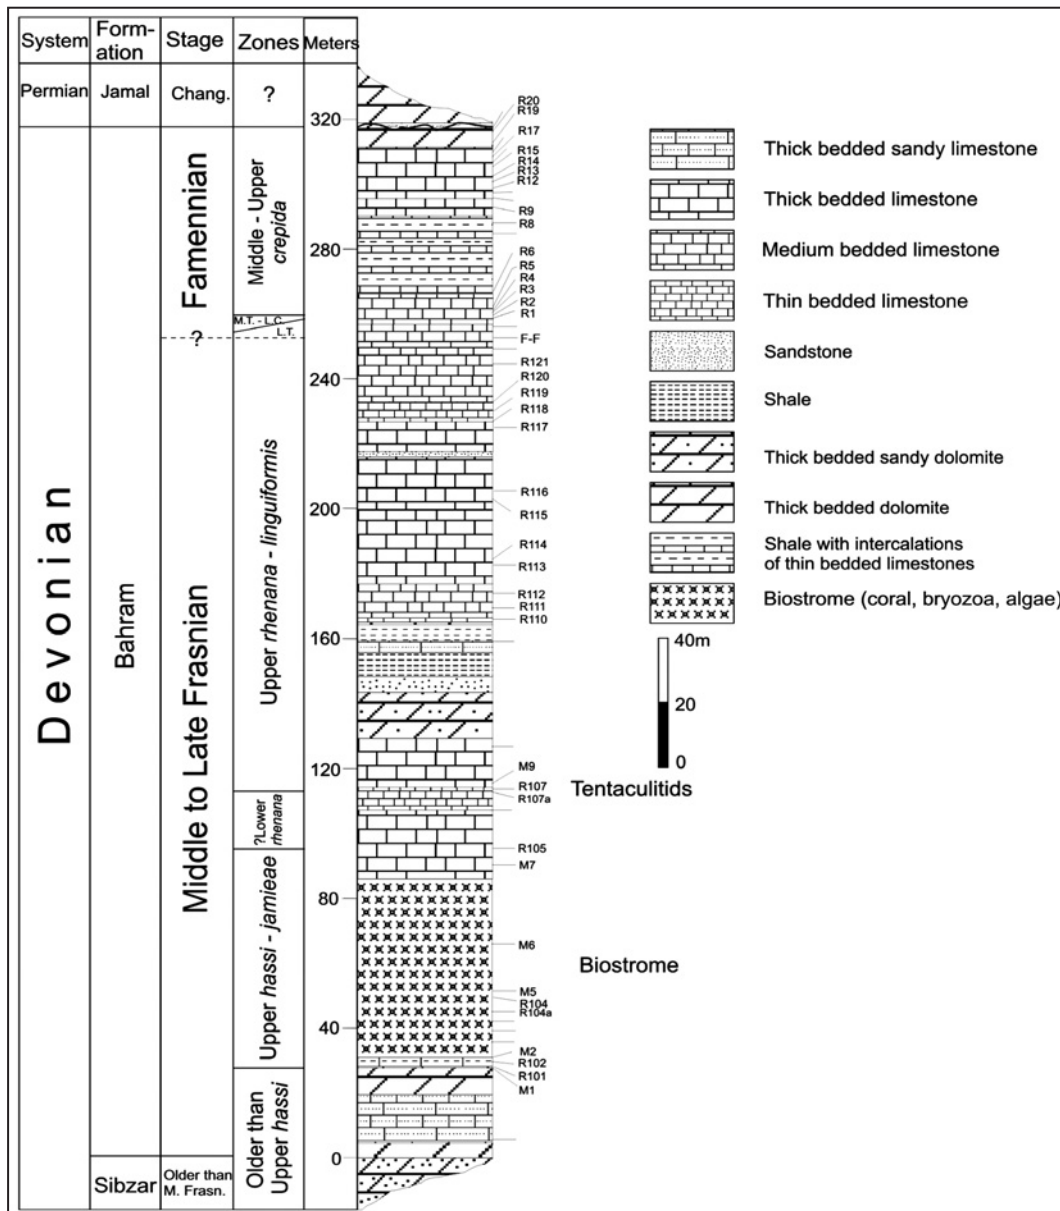 System
Form-
ation
Stage
Zones
Meters
Permian
Jamal
Chang.
?
Devonian
Bahram
Sibzar
Famennian
?
Middle to Late Frasnian
Older than
M. Frasn.
Middle - Upper
crepida
M.T. - L.C.
L.T.
Upper rhenana - linguiformis
?Lower
rhenana
Upper hassi - jamieae
Older than
Upper hassi
320
280
240
200
160
120
80
40
0
R20
R19
R17
R15
R14
R13
R12
R9
R8
R6
R5
R4
R3
R2
R1
F-F
R121
R120
R119
R118
R117
R116
R115
R114
R113
R112
R111
R110
M9
R107
R107a
R105
M7
M6
M5
R104
R104a
M2
R102
R101
M1
Thick bedded sandy limestone
Thick bedded limestone
Medium bedded limestone
Thin bedded limestone
Sandstone
Shale
Thick bedded sandy dolomite
Thick bedded dolomite
Shale with intercalations
of thin bedded limestones
Biostrome (coral, bryozoa, algae)
40m
20
0
Tentaculitids
Biostrome